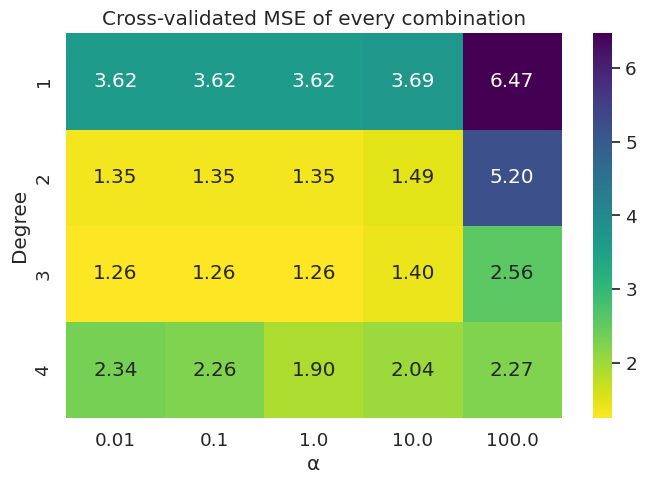 Cross-validated MSE of every combination
Degree
1
3.62 3.62 3.62 3.69 6.47
2
1.35 1.35 1.35 1.49 5.20
3
1.26 1.26 1.26 1.40 2.56
4
2.34 2.26 1.90 2.04 2.27
0.01 0.1 1.0 10.0 100.0
α
6
5
4
3
2